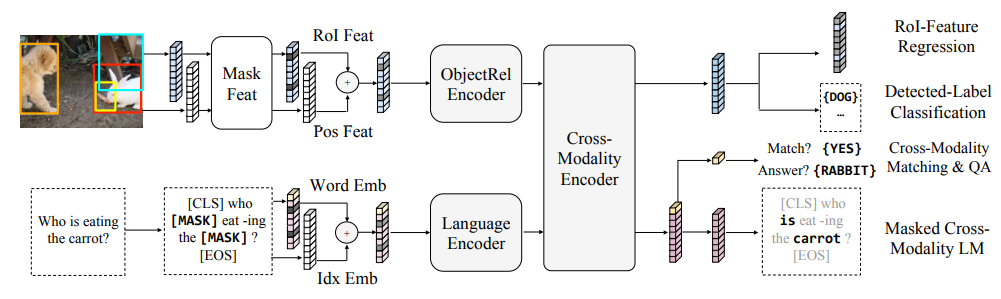 RoI Feat
Mask
Feat
Pos Feat
ObjectRel
Encoder
Cross-
Modality
Encoder
RoI-Feature
Regression
{DOG}
…
Detected-Label
Classification
Match? {YES}
Answer? {RABBIT}
Cross-Modality
Matching & QA
Who is eating
the carrot?
[CLS] who
[MASK] eat -ing
the [MASK] ?
[EOS]
Word Emb
Idx Emb
Language
Encoder
[CLS] who
is eat -ing
the carrot ?
[EOS]
Masked Cross-
Modality LM